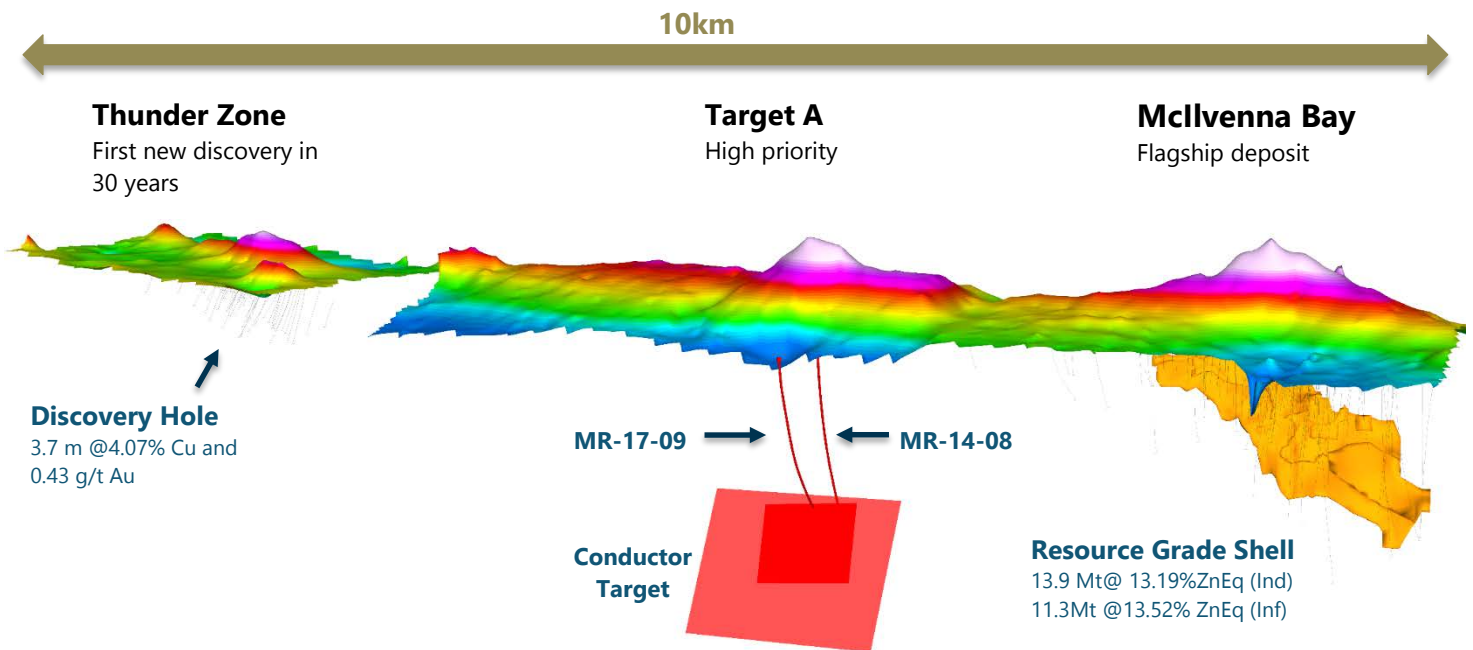 10km
Thunder Zone
First new discovery in
30 years
Target A
High priority
McIlvenna Bay
Flagship deposit
Discovery Hole
3.7 m @4.07% Cu and
0.43 g/t Au
MR-17-09
MR-14-08
Conductor
Target
Resource Grade Shell
13.9 Mt@ 13.19%ZnEq (Ind)
11.3Mt @13.52% ZnEq (Inf)